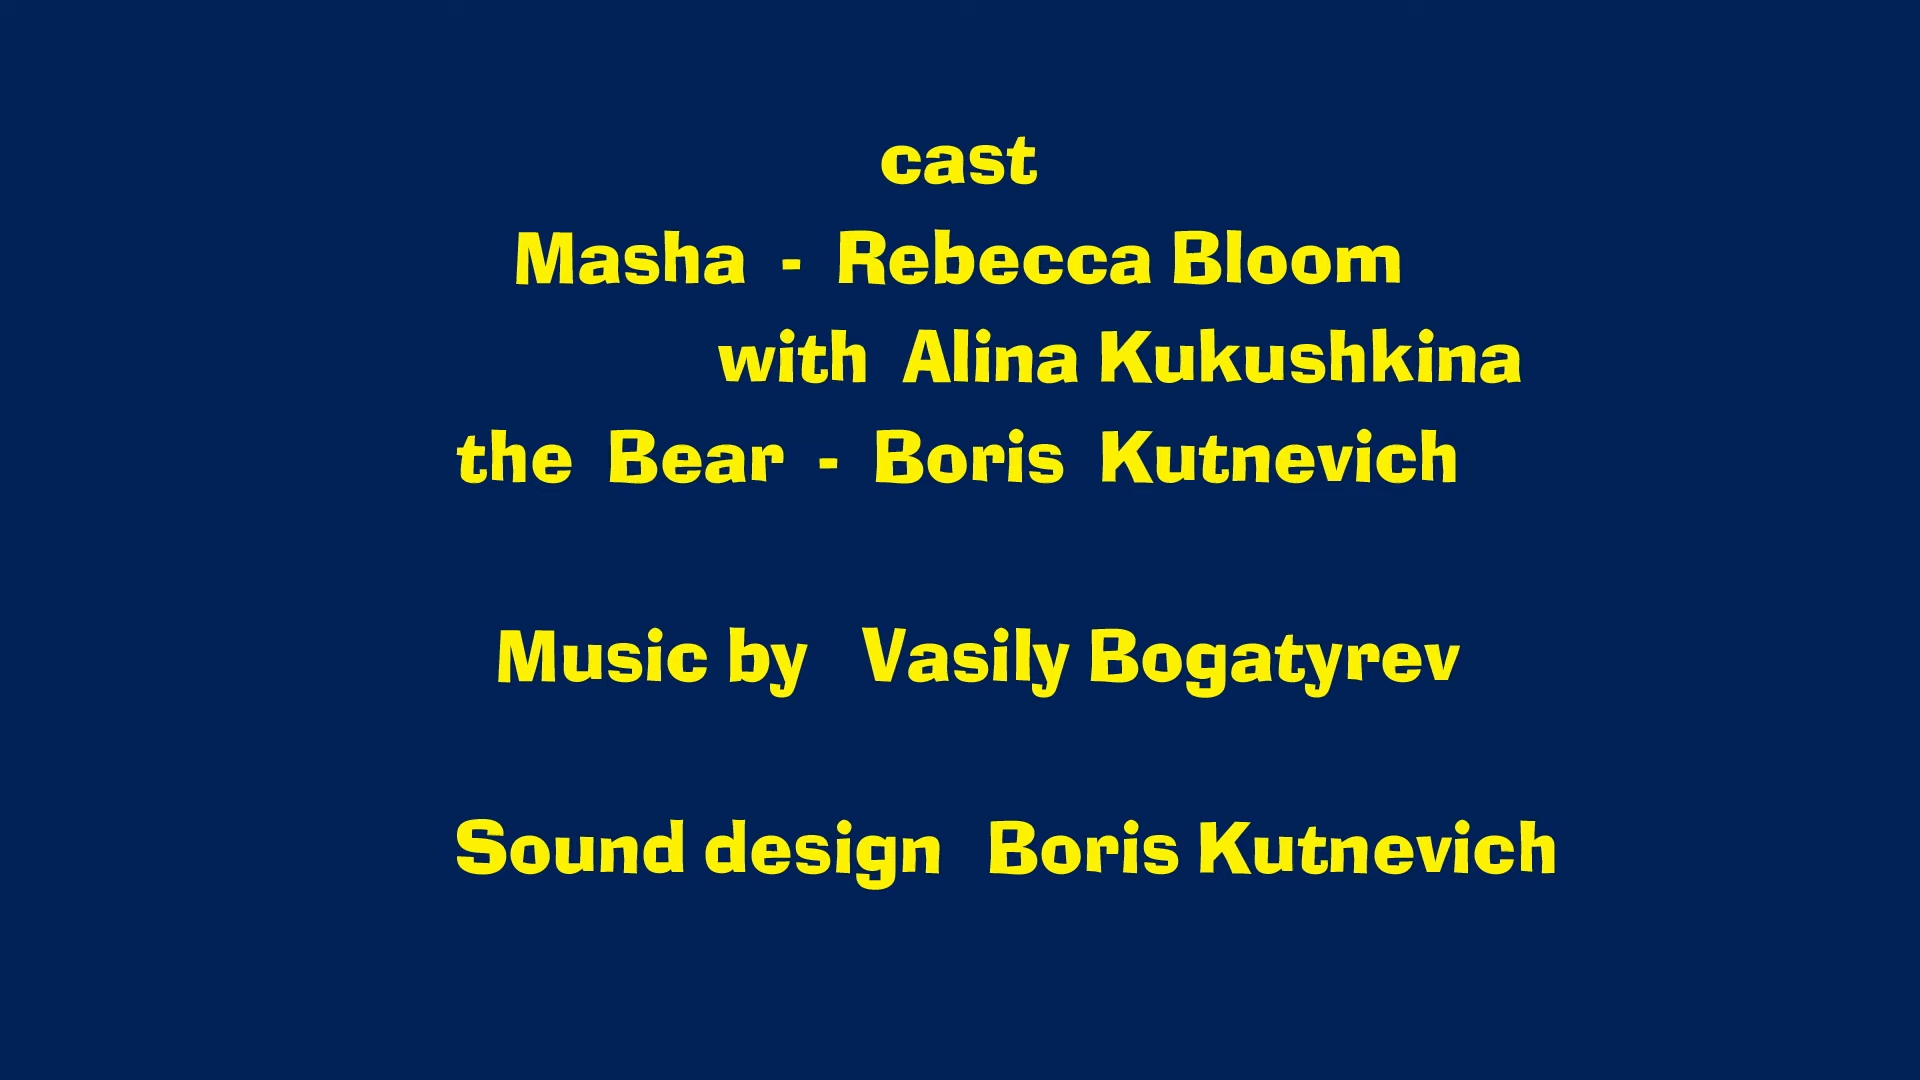 cast
Masha - Rebecca Bloom
with Alina Kukushkina
the Bear - Boris Kutnevich
Music by Vasily Bogatyrev
Sound design Boris Kutnevich